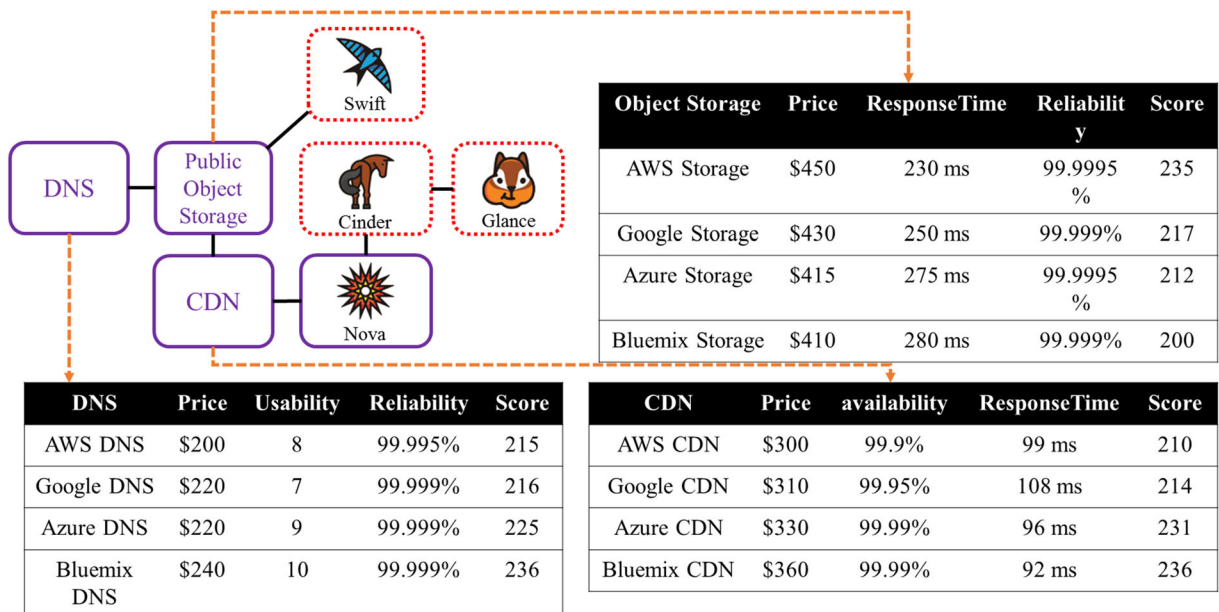 Swift
DNS
Public
Object
Storage
Cinder
Glance
CDN
Nova
Object Storage Price ResponseTime Reliabilit Score
y
AWS Storage $450 230 ms 99.9995 235
%
Google Storage $430 250 ms 99.999% 217
Azure Storage $415 275 ms 99.9995 212
%
Bluemix Storage $410 280 ms 99.999% 200
DNS Price Usability Reliability Score
AWS DNS $200 8 99.995% 215
Google DNS $220 7 99.999% 216
Azure DNS $220 9 99.999% 225
Bluemix $240 10 99.999% 236
DNS
CDN Price availability ResponseTime Score
AWS CDN $300 99.9% 99 ms 210
Google CDN $310 99.95% 108 ms 214
Azure CDN $330 99.99% 96 ms 231
Bluemix CDN $360 99.99% 92 ms 236